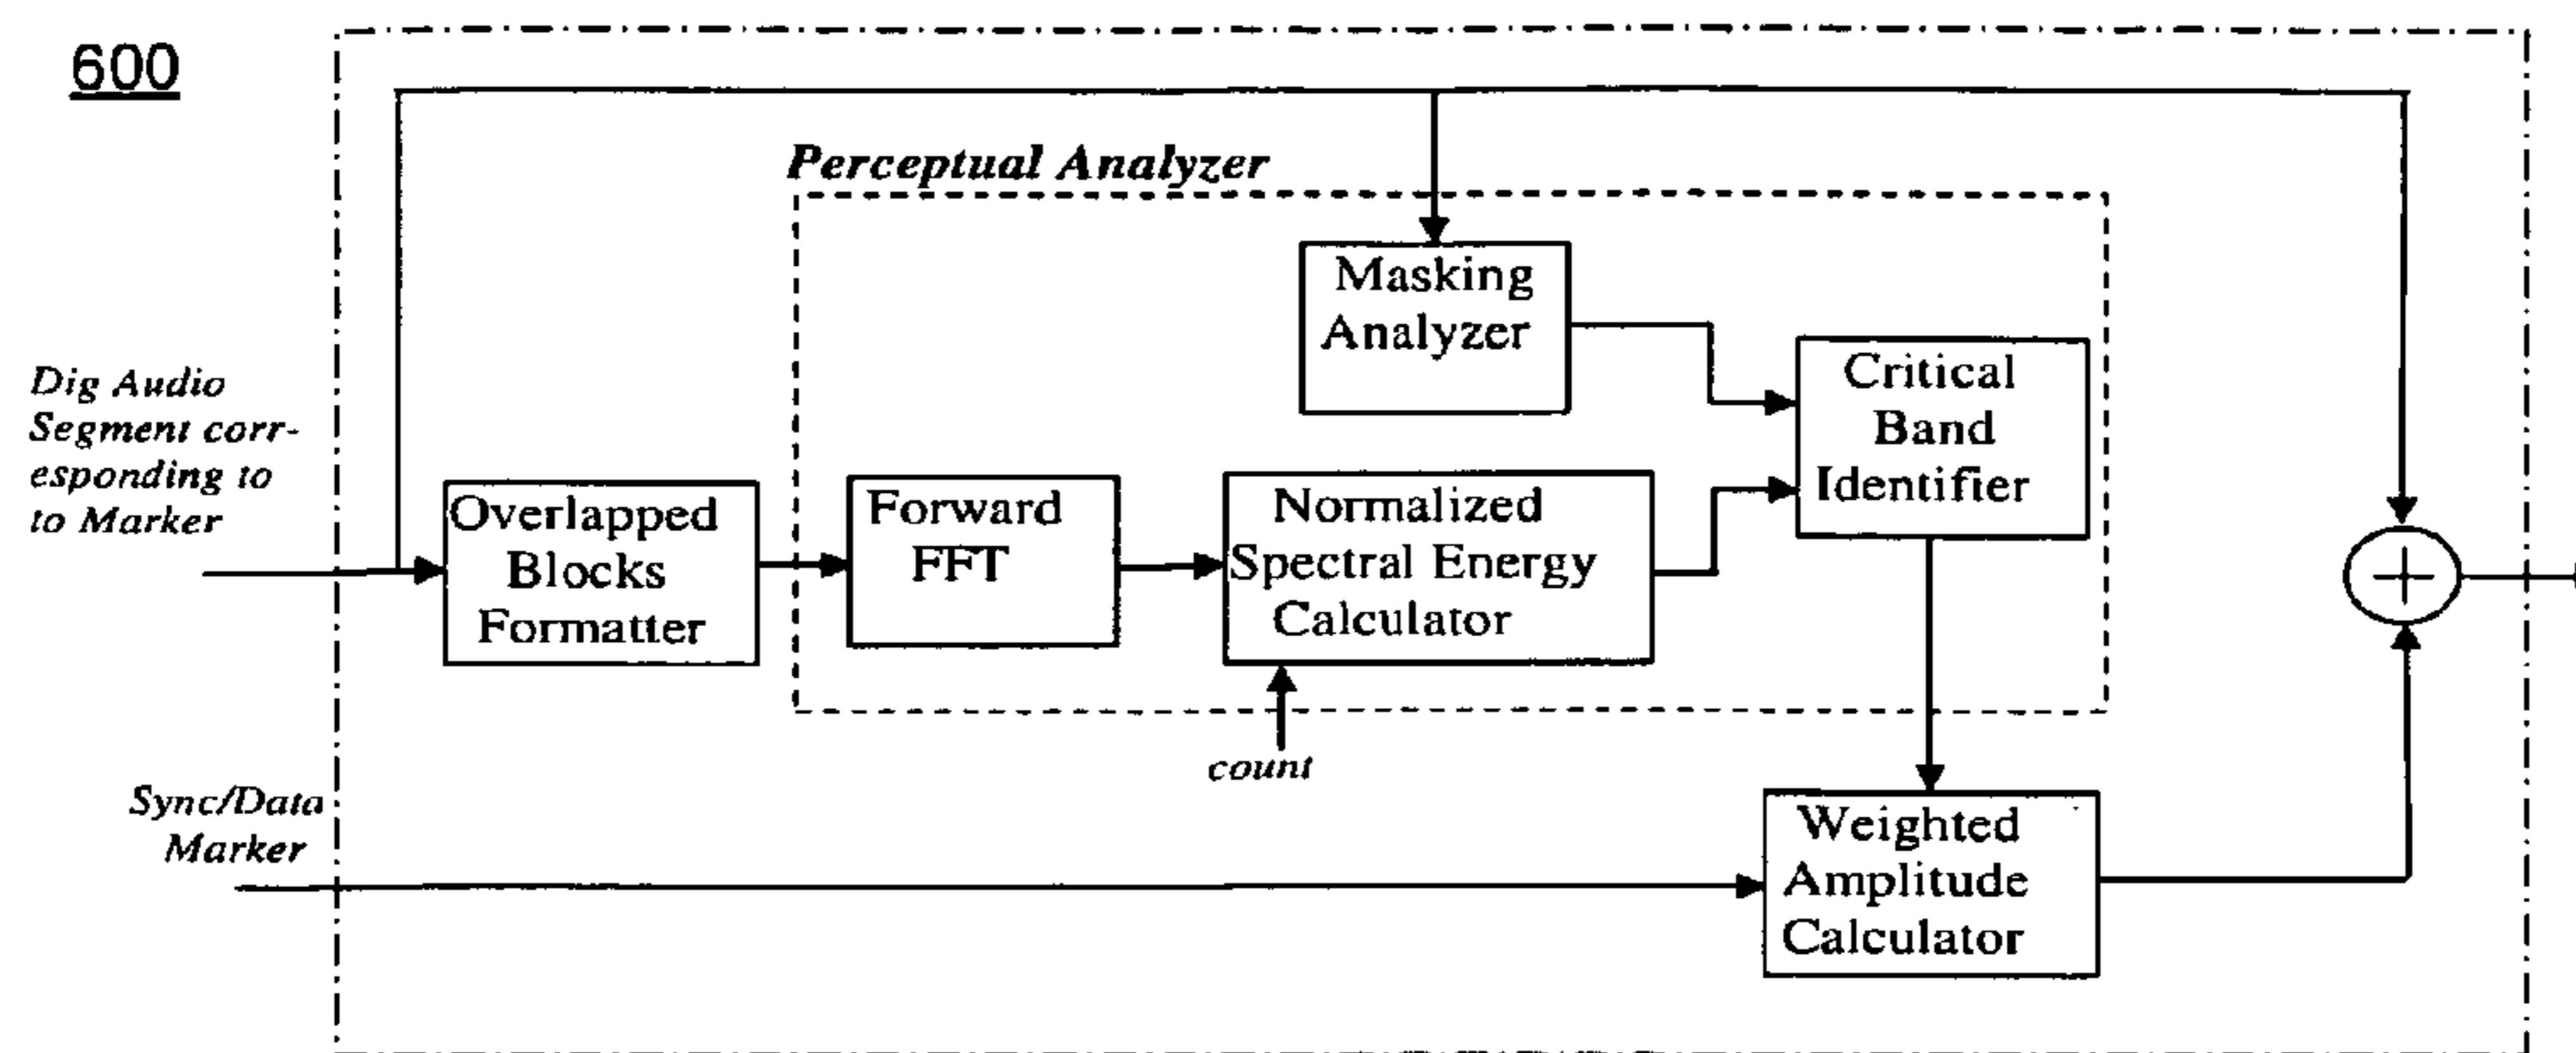 600
Perceptual Analyzer
Masking
Analyzer
Critical
Band
Identifier
Dig Audio
Segment corr-
esponding to
to Marker
Overlapped
Blocks
Formatter
Forward
FFT
Normalized
Spectral Energy
Calculator
count
Sync/Data
Marker
Weighted
Amplitude
Calculator